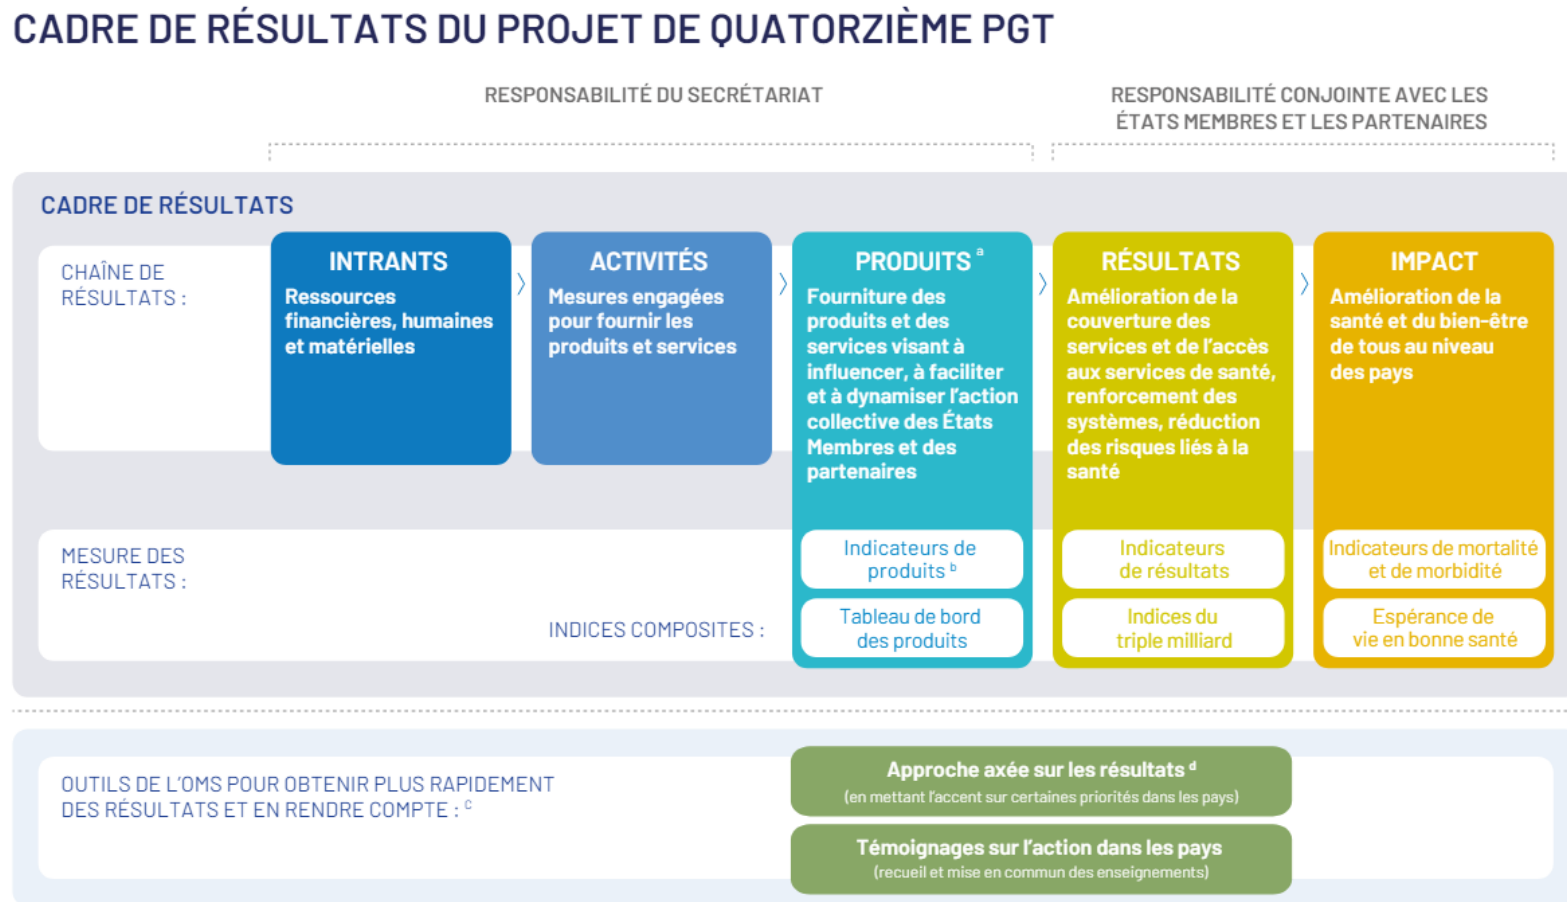 CADRE DE RÉSULTATS DU PROJET DE QUATORZIÈME PGT
RESPONSABILITÉ DU SECRÉTARIAT
RESPONSABILITÉ CONJOINTE AVEC LES
ÉTATS MEMBRES ET LES PARTENAIRES
CADRE DE RÉSULTATS
CHAÎNE DE
RÉSULTATS :
INTRANTS
Ressources
financières, humaines
et matérielles
ACTIVITÉS
Mesures engagées
pour fournir les
produits et services
PRODUITS a
Fourniture des
produits et des
services visant à
influencer, à faciliter
et à dynamiser l'action
collective des États
Membres et des
partenaires
RÉSULTATS
Amélioration de la
couverture des
services et de l'accès
aux services de santé,
renforcement des
systèmes, réduction
des risques liés à la
santé
IMPACT
Amélioration de la
santé et du bien-être
de tous au niveau
des pays
MESURE DES
RÉSULTATS :
Indicateurs de
produits b
Indicateurs
de résultats
Indicateurs de mortalité
et de morbidité
INDICES COMPOSITES :
Tableau de bord
des produits
Indices du
triple milliard
Espérance de
vie en bonne santé
OUTILS DE L'OMS POUR OBTENIR PLUS RAPIDEMENT
DES RÉSULTATS ET EN RENDRE COMPTE : c
Approche axée sur les résultats d
(en mettant l'accent sur certaines priorités dans les pays)
Témoignages sur l'action dans les pays
(recueil et mise en commun des enseignements)